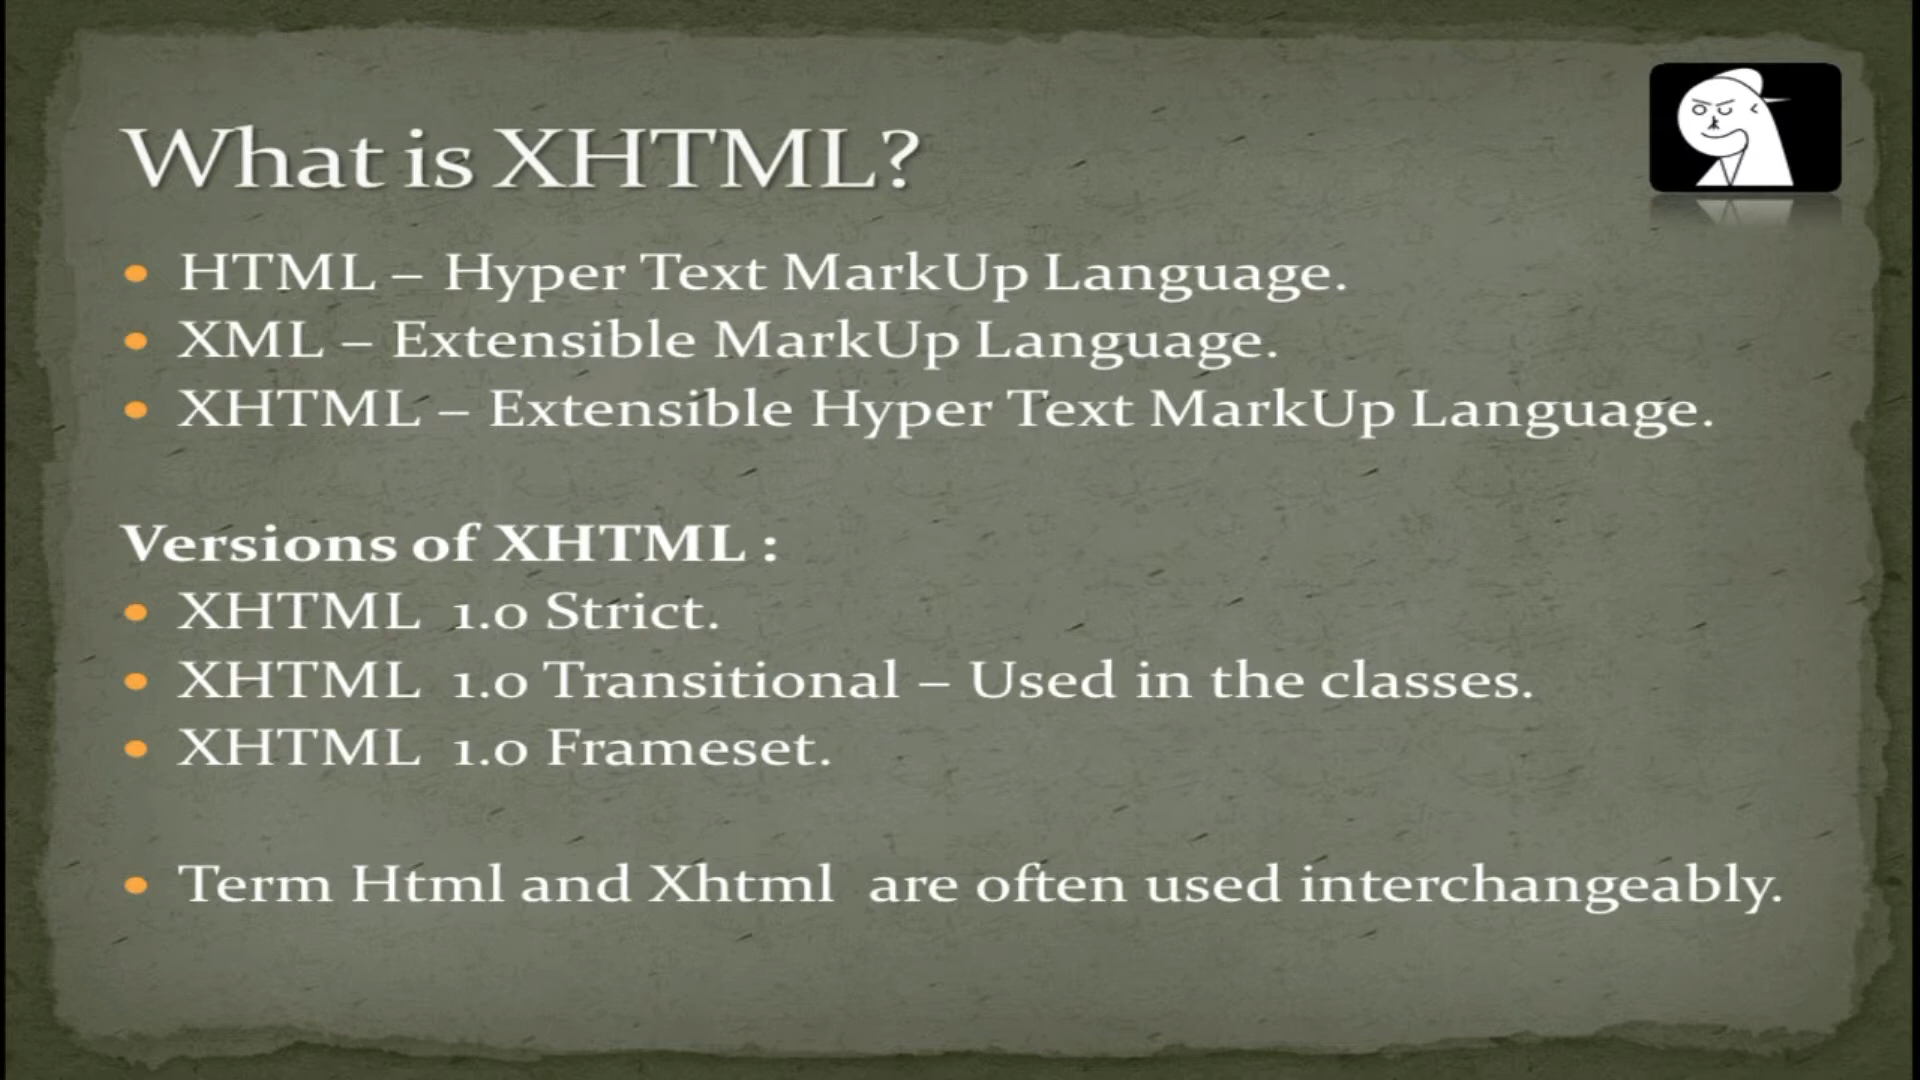 What is XHTML?
HTML – Hyper Text MarkUp Language.
XML – Extensible MarkUp Language.
XHTML – Extensible Hyper Text MarkUp Language.
Versions of XHTML :
XHTML 1.0 Strict.
XHTML 1.0 Transitional – Used in the classes.
XHTML 1.0 Frameset.
Term Html and Xhtml are often used interchangeably.